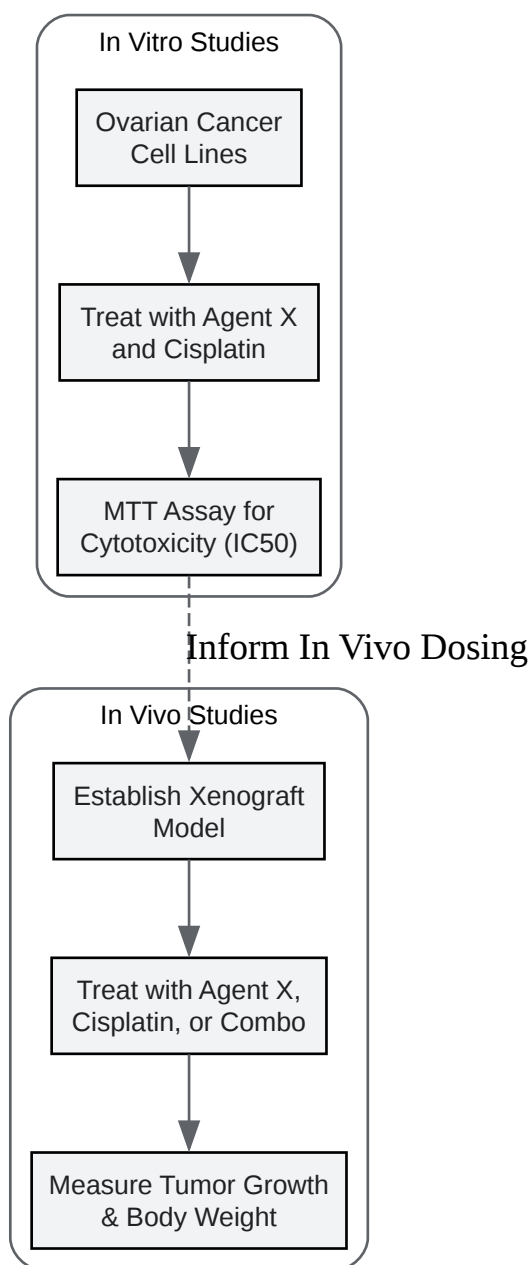 In Vitro Studies
Ovarian Cancer
Cell Lines
Treat with Agent X
and Cisplatin
MTT Assay for
Cytotoxicity (IC50)
Inform In Vivo Dosing
In Vivo Studies
Establish Xenograft
Model
Treat with Agent X,
Cisplatin, or Combo
Measure Tumor Growth
& Body Weight